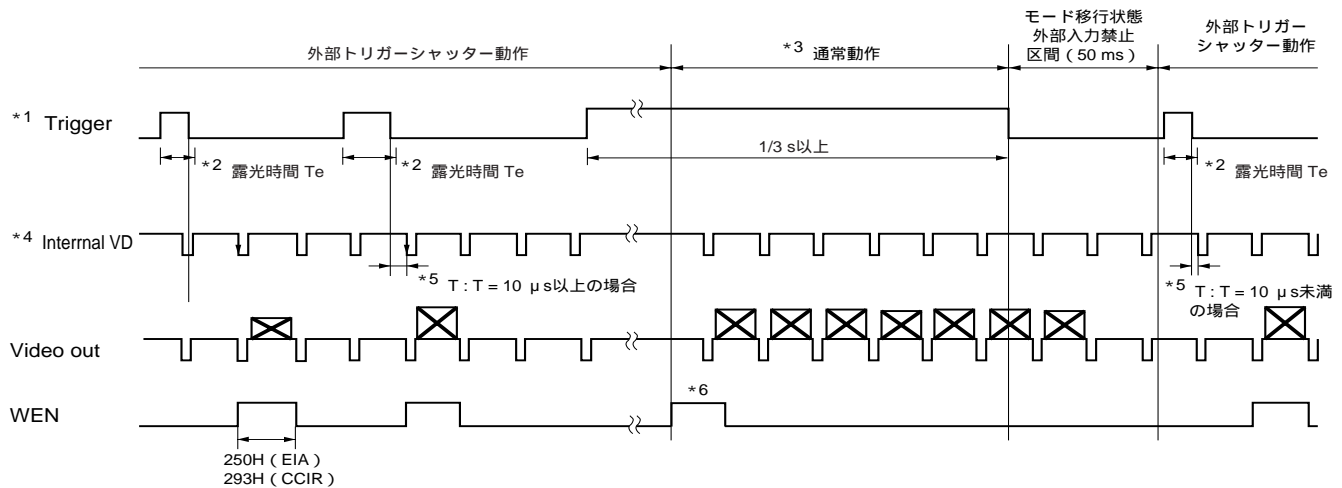 モード移行状態
外部入力禁止
区間（50 ms）
外部トリガー
シャッター動作
外部トリガーシャッター動作
*3 通常動作
*1 Trigger
1/3 s以上
*2 露光時間 Te
*2 露光時間 Te
*2 露光時間 Te
*4 Interrnal VD
*5 T : T = 10 μs以上の場合
*5 T : T = 10 μs未満
の場合
Video out
*6
WEN
250H（EIA）
293H（CCIR）